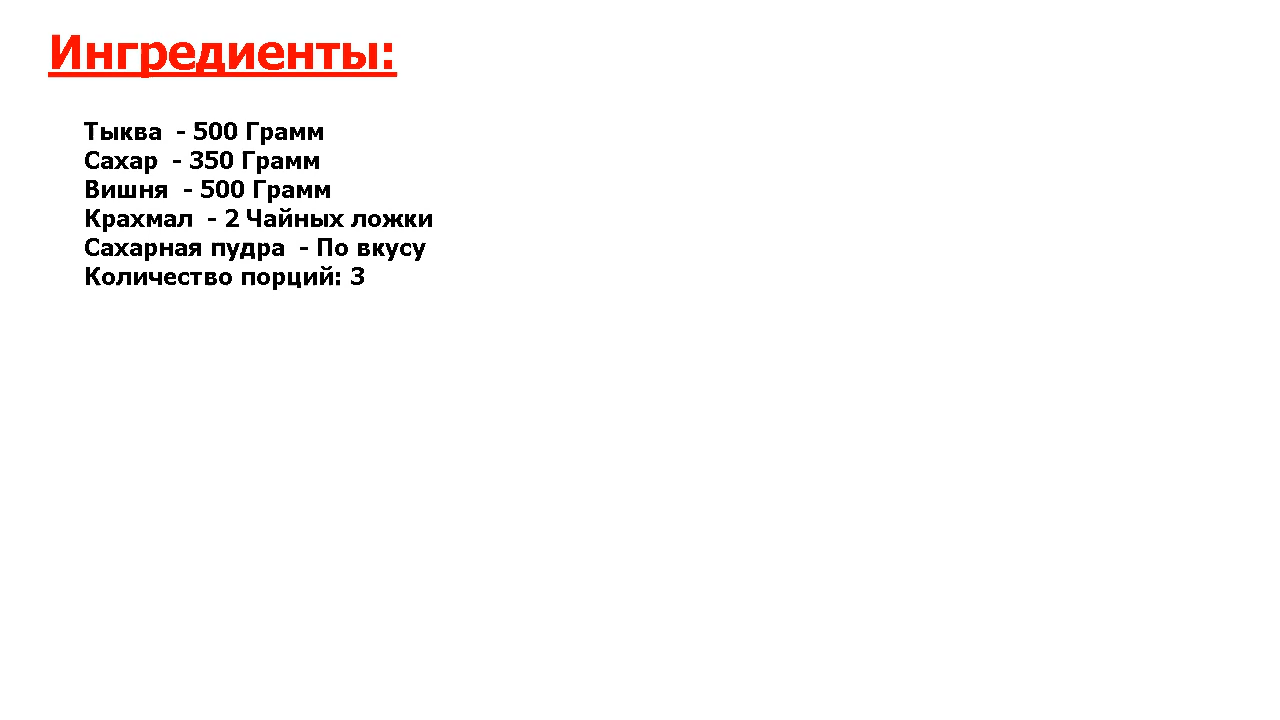 Ингредиенты:
Тыква - 500 Грамм
Сахар - 350 Грамм
Вишня - 500 Грамм
Крахмал - 2 Чайных ложки
Сахарная пудра - По вкусу
Количество порций: 3